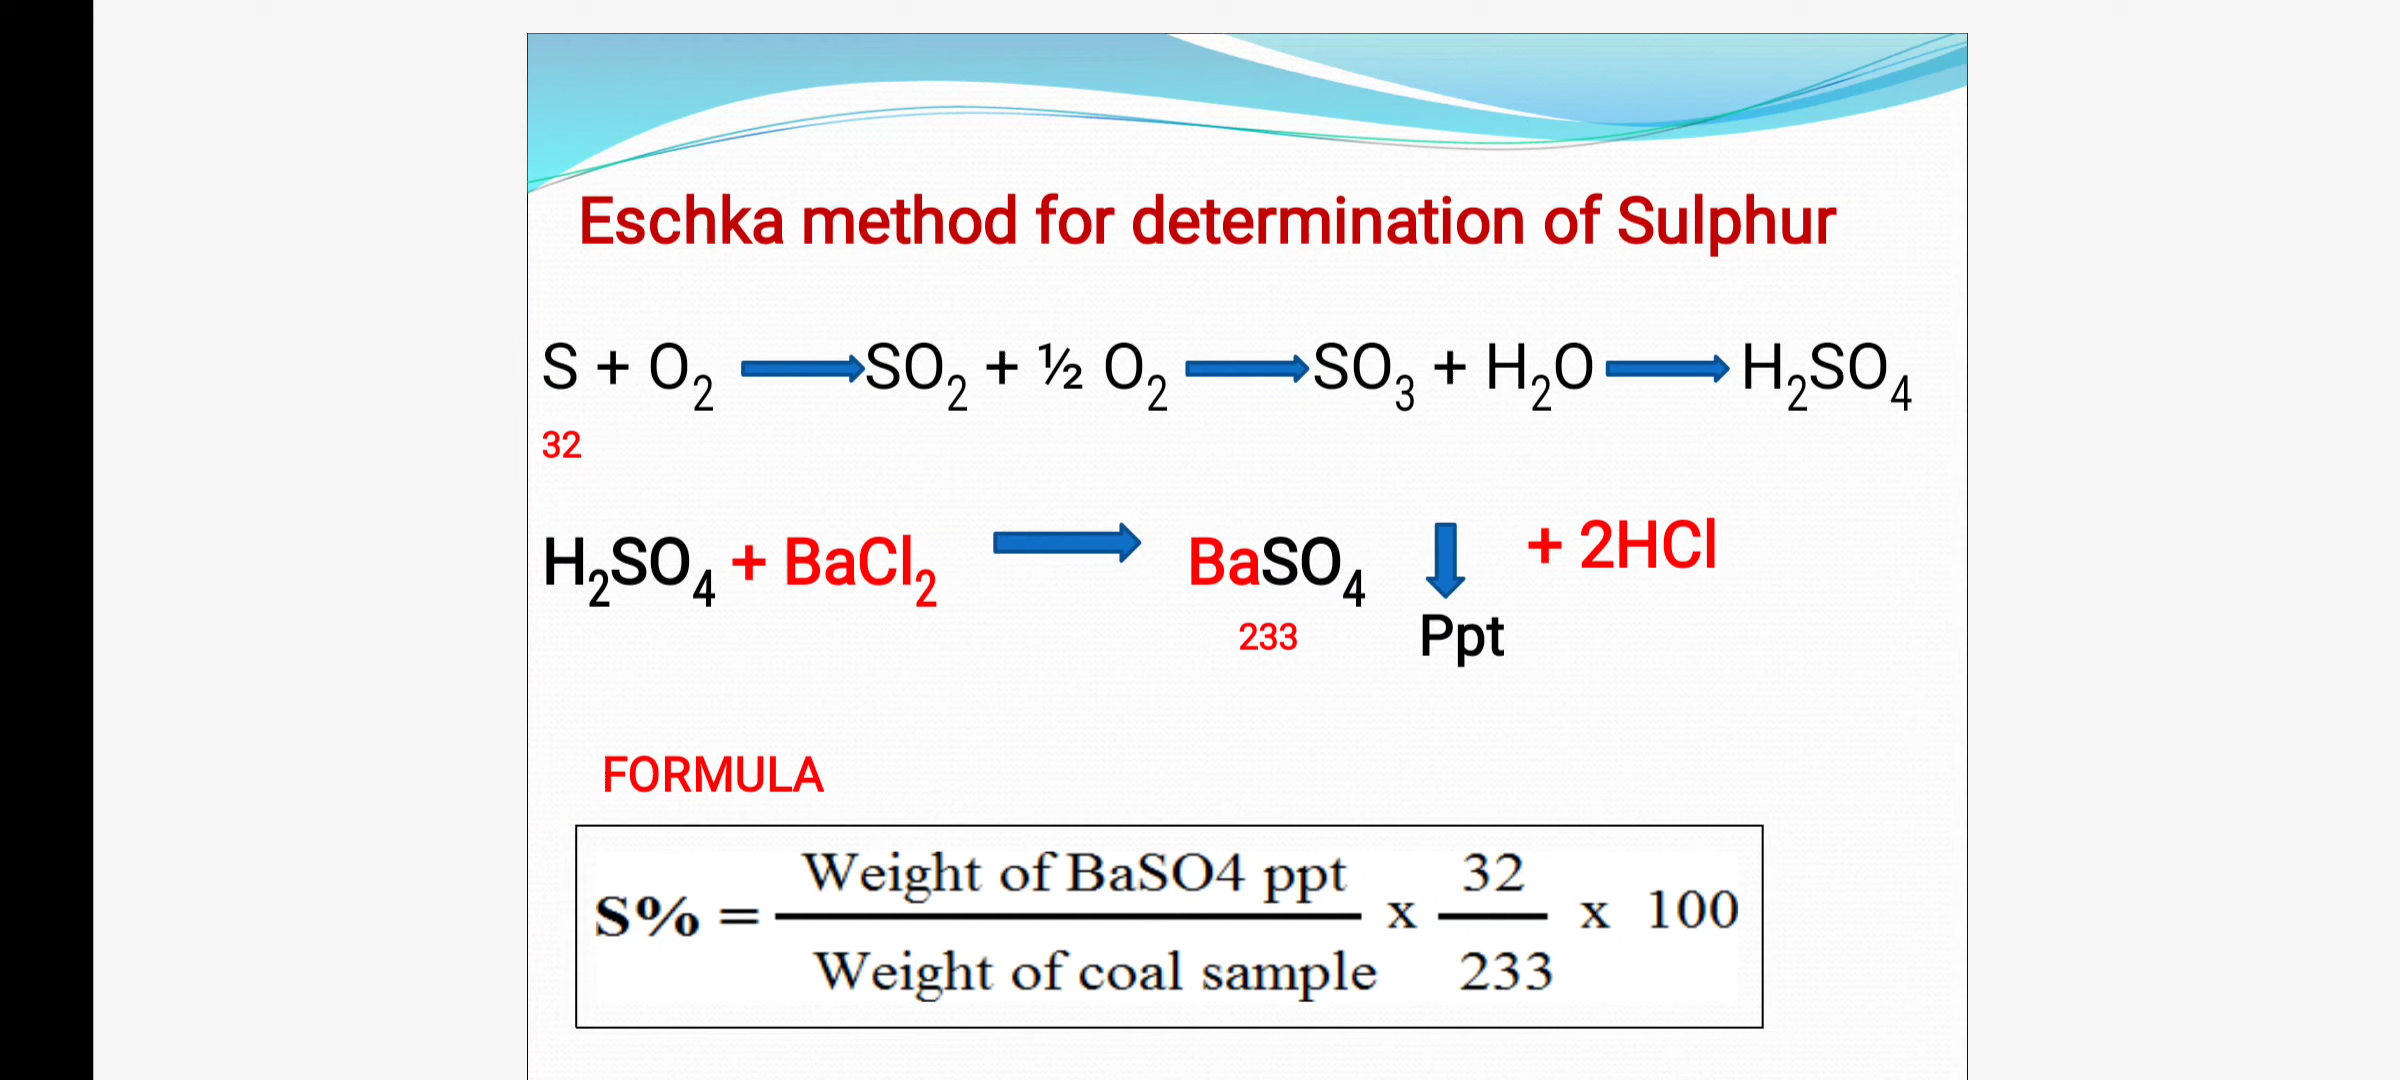 Eschka method for determination of Sulphur
S + O₂ → SO₂ + ½ O₂ → SO₃ + H₂O → H₂SO₄
32
H₂SO₄ + BaCl₂ → BaSO₄ ↓ + 2HCl
233 Ppt
FORMULA
Weight of BaSO4 ppt 32
S% = x x 100
Weight of coal sample 233